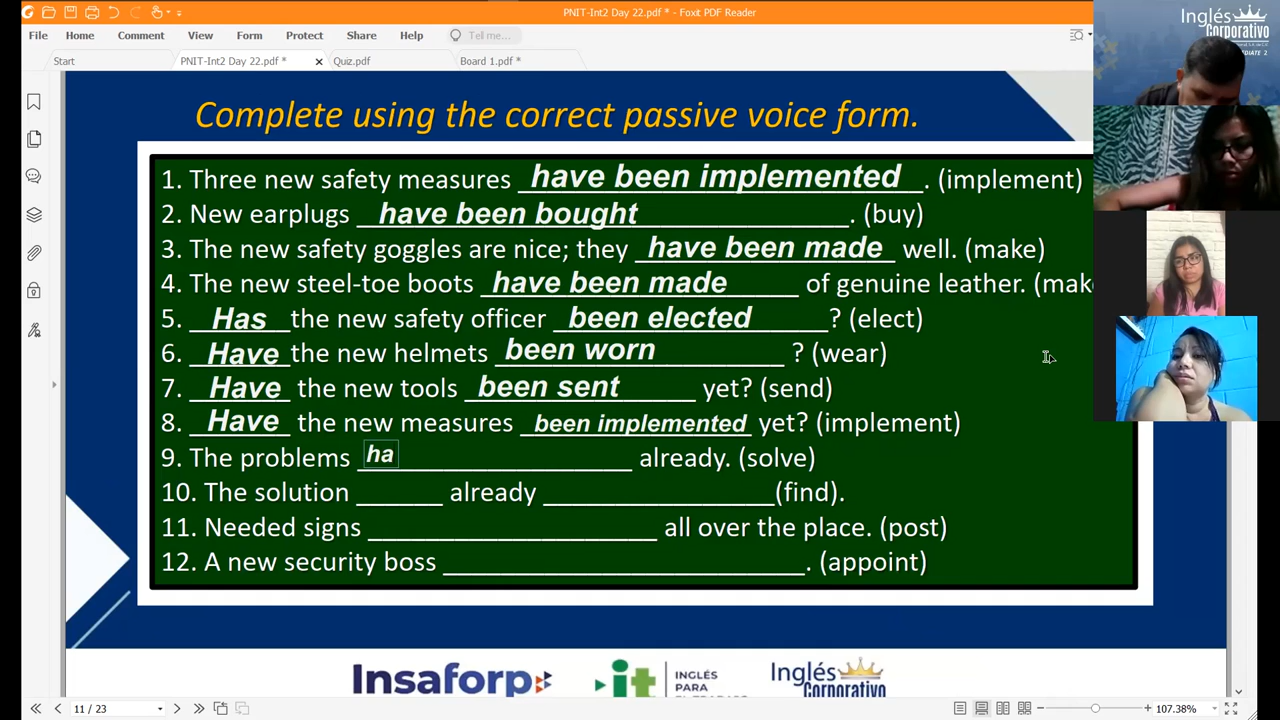 PNIT-Int2 Day 22.pdf * - Foxit PDF Reader
File Home Comment View Form Protect Share Help Tell me...
Start PNIT-Int2 Day 22.pdf * Quiz.pdf Board 1.pdf *
Inglés
Corporativo
Complete using the correct passive voice form.
1. Three new safety measures have been implemented. (implement)
2. New earplugs have been bought. (buy)
3. The new safety goggles are nice; they have been made well. (make)
4. The new steel-toe boots have been made of genuine leather. (mak
5. Has the new safety officer been elected? (elect)
6. Have the new helmets been worn ? (wear)
7. Have the new tools been sent yet? (send)
8. Have the new measures been implemented yet? (implement)
9. The problems ha already. (solve)
10. The solution ______ already ________________(find).
11. Needed signs ____________________ all over the place. (post)
12. A new security boss _________________________. (appoint)
Insaforp
it
INGLÉS
PARA
Inglés
Corporativo
11 / 23
107.38%